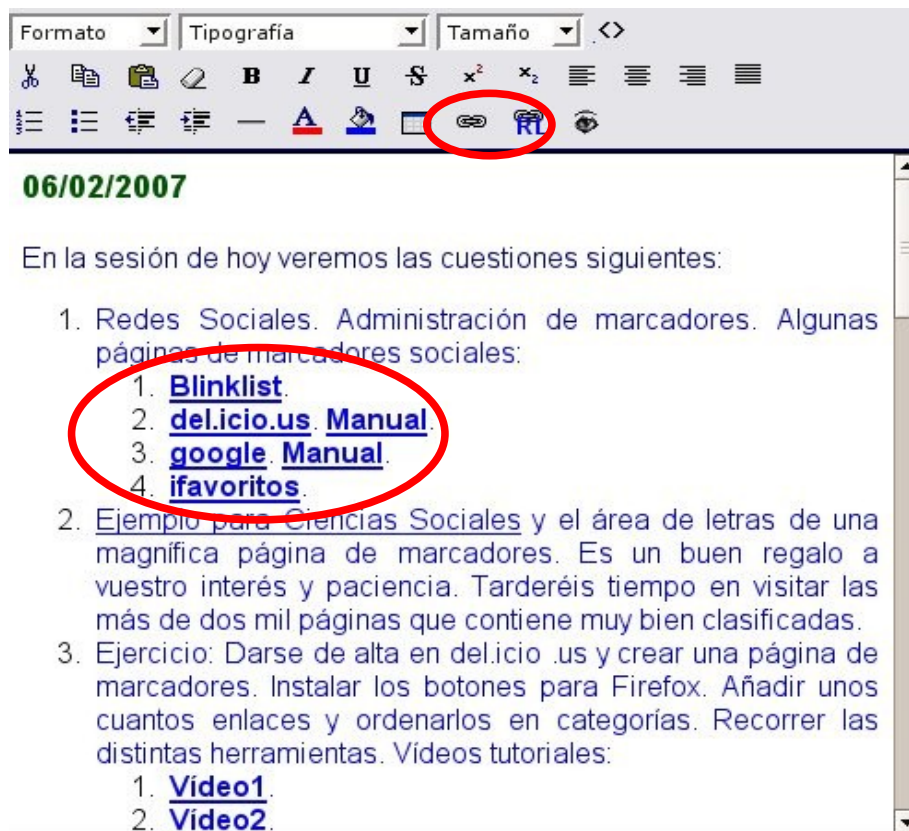 Formato Tipografía Tamaño <>
B I U S x² x₂
A RL
06/02/2007
En la sesión de hoy veremos las cuestiones siguientes:
1. Redes Sociales. Administración de marcadores. Algunas
páginas de marcadores sociales:
1. Blinklist.
2. del.icio.us. Manual.
3. google. Manual.
4. ifavoritos.
2. Ejemplo para Ciencias Sociales y el área de letras de una
magnífica página de marcadores. Es un buen regalo a
vuestro interés y paciencia. Tarderéis tiempo en visitar las
más de dos mil páginas que contiene muy bien clasificadas.
3. Ejercicio: Darse de alta en del.icio .us y crear una página de
marcadores. Instalar los botones para Firefox. Añadir unos
cuantos enlaces y ordenarlos en categorías. Recorrer las
distintas herramientas. Vídeos tutoriales:
1. Vídeo1.
2. Vídeo2.